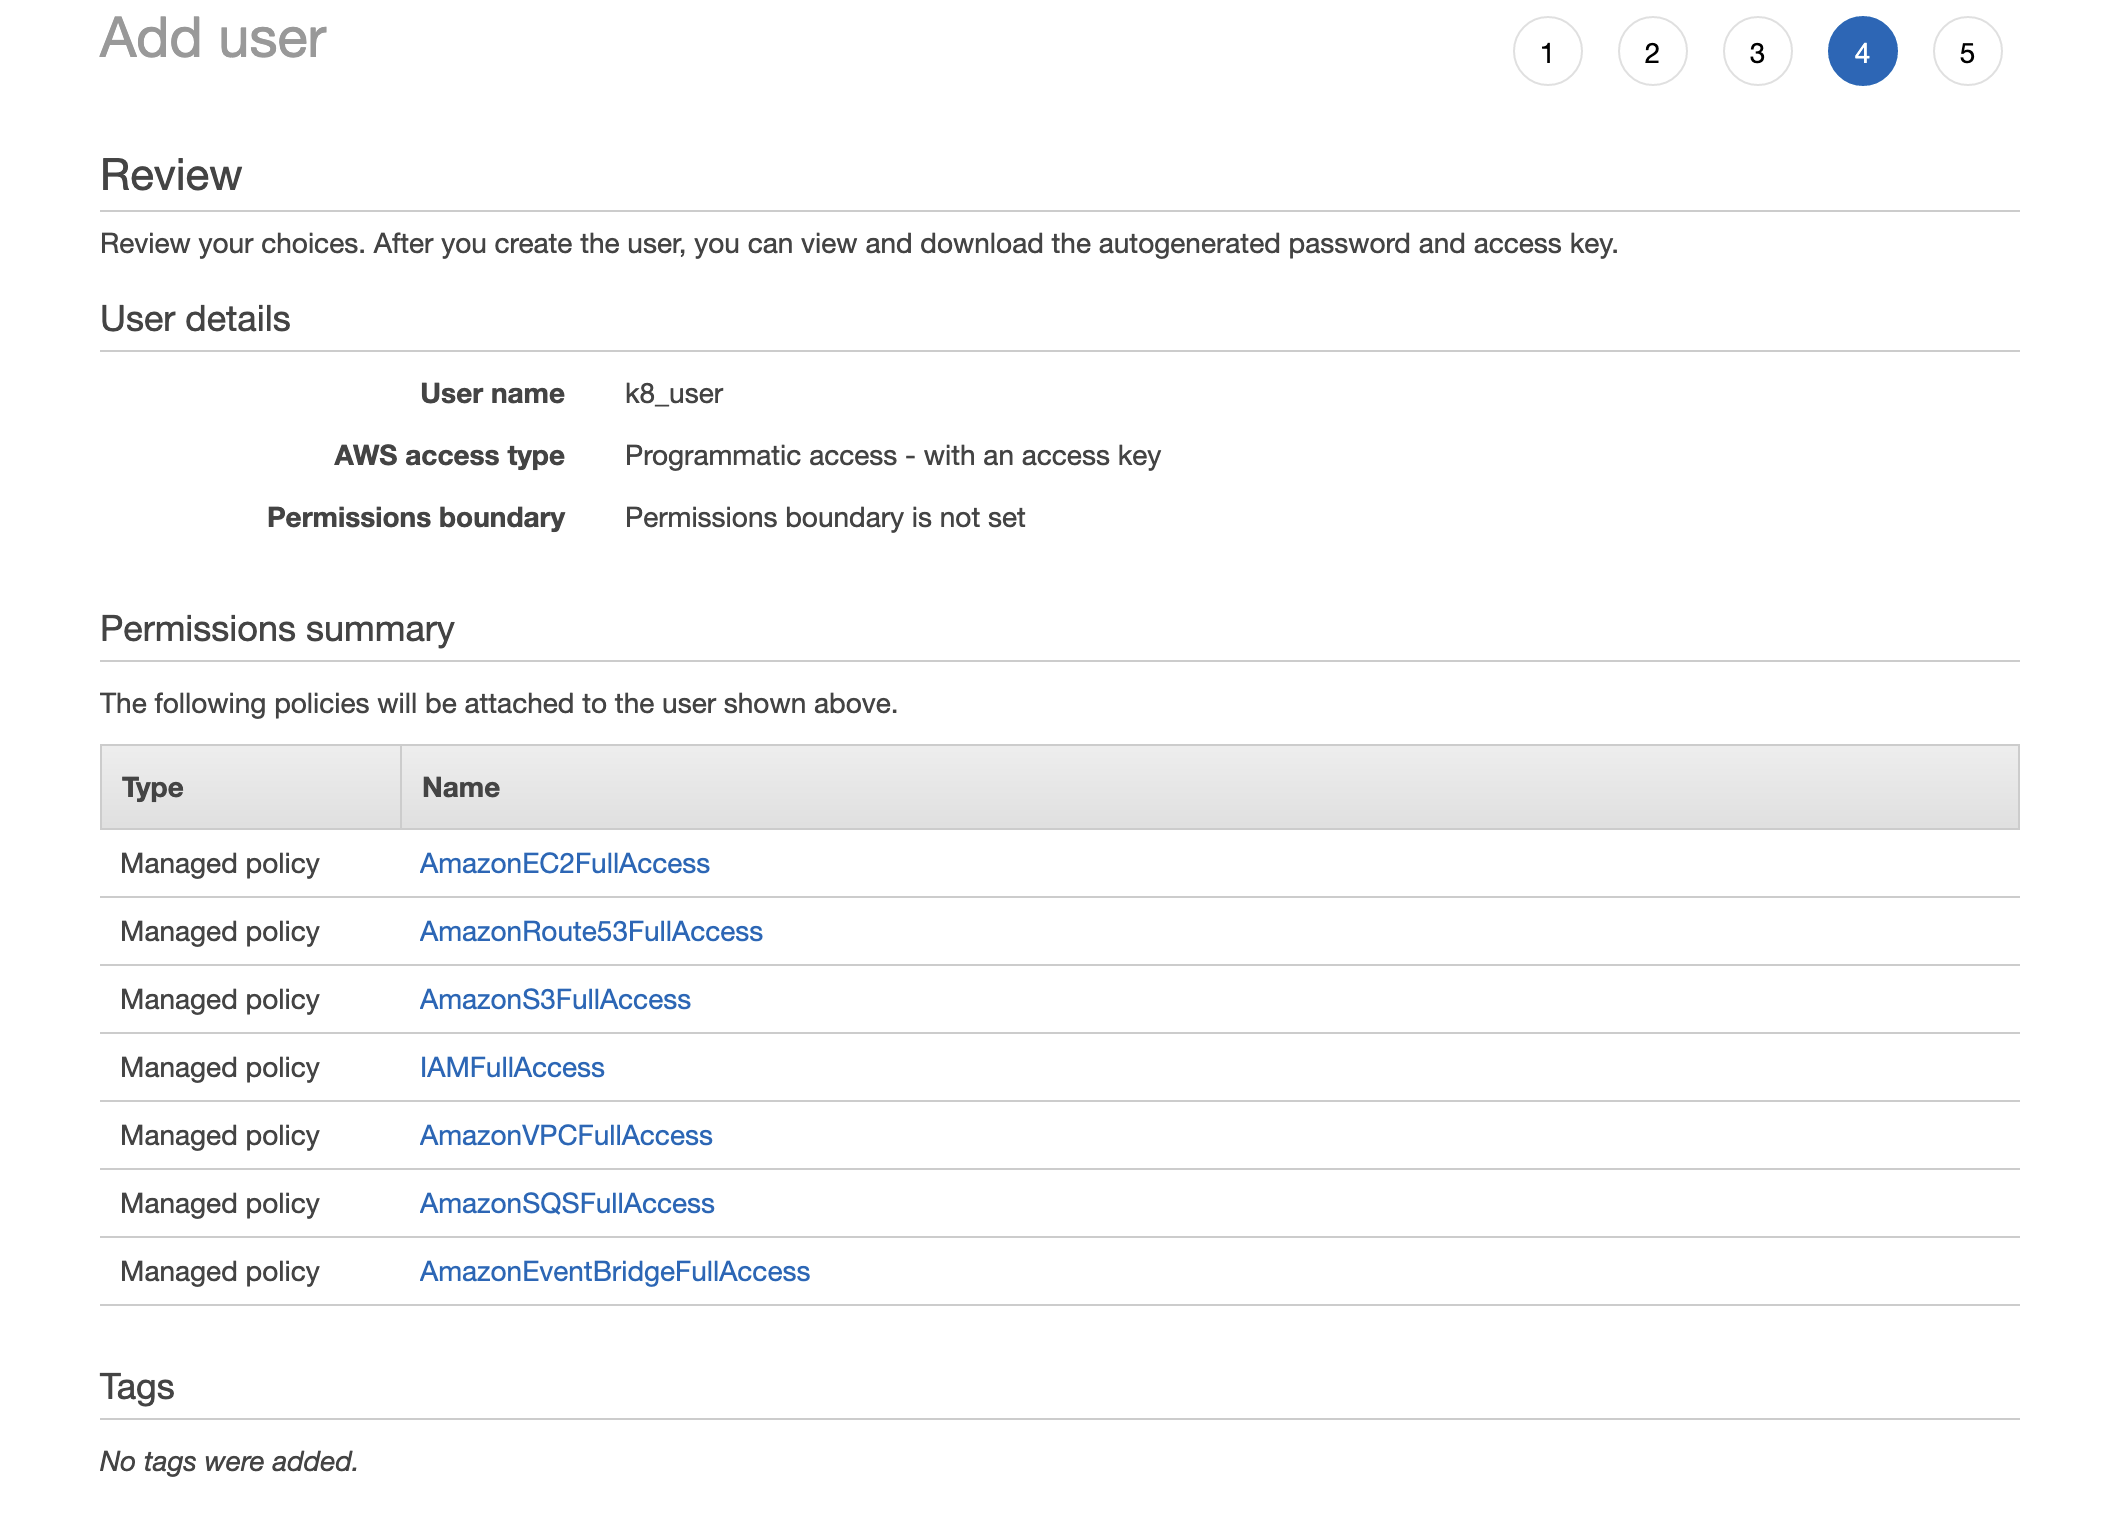 Add user
1 2 3 4 5
Review
Review your choices. After you create the user, you can view and download the autogenerated password and access key.
User details
User name k8_user
AWS access type Programmatic access - with an access key
Permissions boundary Permissions boundary is not set
Permissions summary
The following policies will be attached to the user shown above.
Type Name
Managed policy AmazonEC2FullAccess
Managed policy AmazonRoute53FullAccess
Managed policy AmazonS3FullAccess
Managed policy IAMFullAccess
Managed policy AmazonVPCFullAccess
Managed policy AmazonSQSFullAccess
Managed policy AmazonEventBridgeFullAccess
Tags
No tags were added.